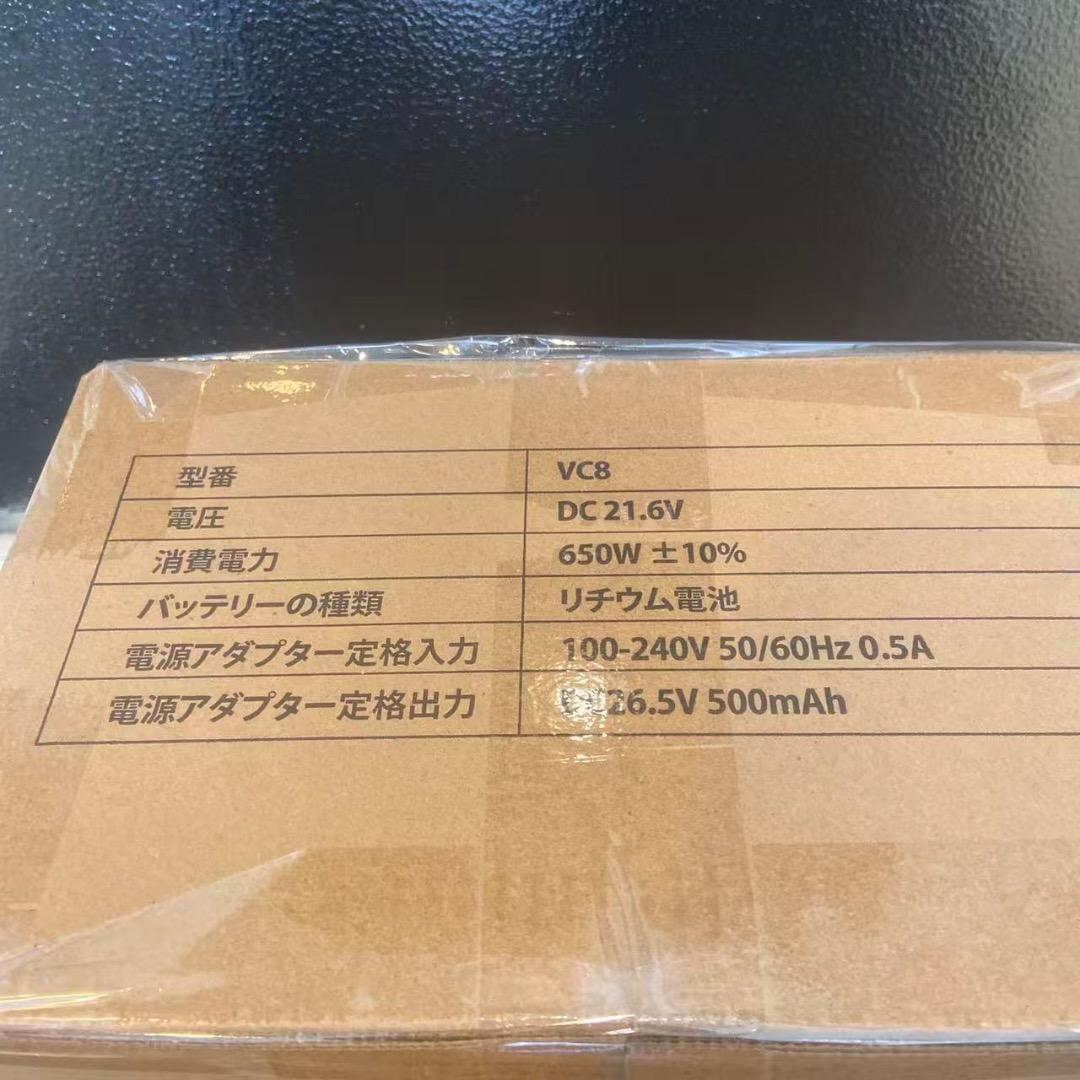 型番 VC8
電圧 DC 21.6V
消費電力 650W ±10%
バッテリーの種類 リチウム電池
電源アダプター定格入力 100-240V 50/60Hz 0.5A
電源アダプター定格出力 26.5V 500mAh